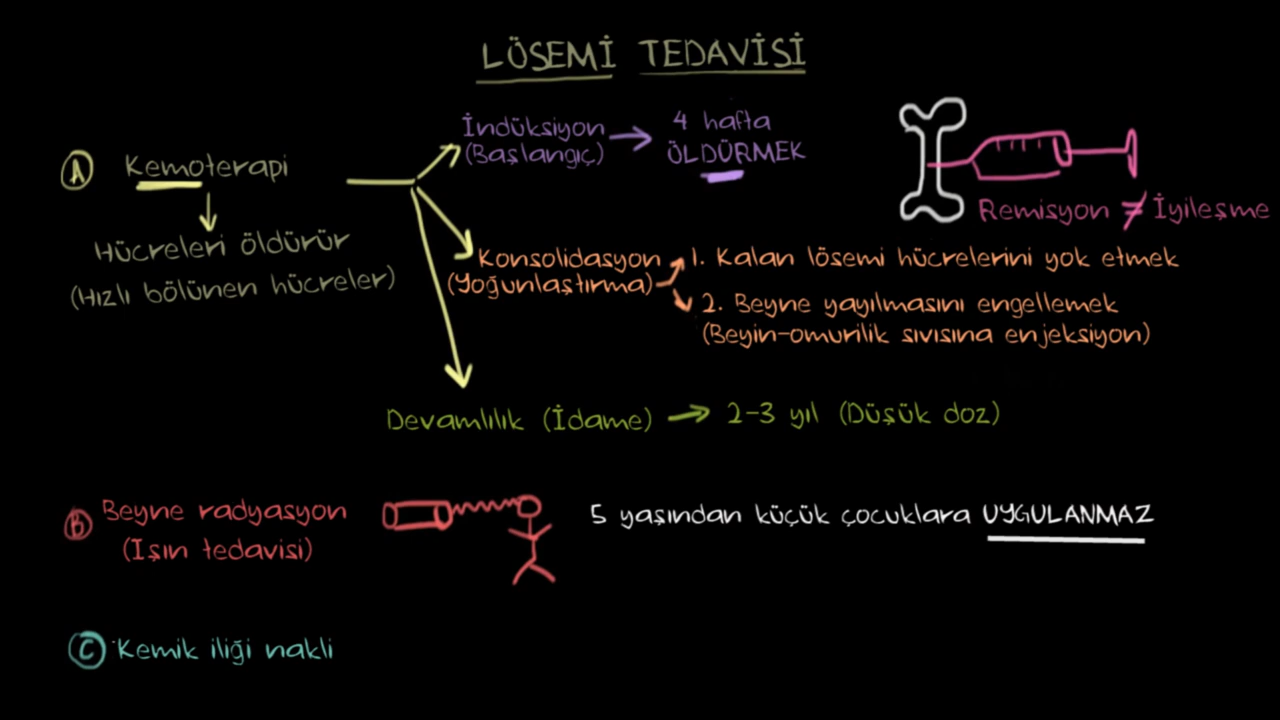 LÖSEMİ TEDAVİSİ
A Kemoterapi
Hücreleri öldürür
(Hızlı bölünen hücreler)
İndüksiyon
(Başlangıç)
4 hafta
ÖLDÜRMEK
Remisyon ≠ İyileşme
Konsolidasyon
(Yoğunlaştırma)
1. Kalan lösemi hücrelerini yok etmek
2. Beyne yayılmasını engellemek
(Beyin-omurilik sıvısına enjeksiyon)
Devamlılık (İdame) → 2-3 yıl (Düşük doz)
B Beyne radyasyon
(Işın tedavisi)
5 yaşından küçük çocuklara UYGULANMAZ
C Kemik iliği nakli